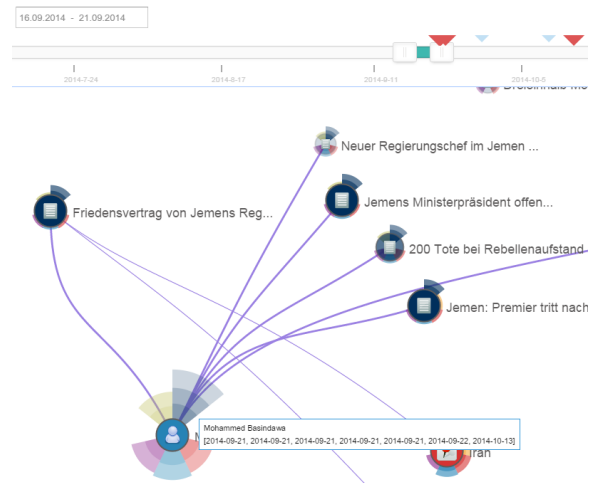 16.09.2014 - 21.09.2014
2014-7-24
2014-8-17
2014-9-11
2014-10-5
Neuer Regierungschef im Jemen ...
Jemens Ministerpräsident offen...
Friedensvertrag von Jemens Reg...
200 Tote bei Rebellenaufstand
Jemen: Premier tritt nach
Mohammed Basindawa
[2014-09-21, 2014-09-21, 2014-09-21, 2014-09-21, 2014-09-21, 2014-09-22, 2014-10-13]
Iran